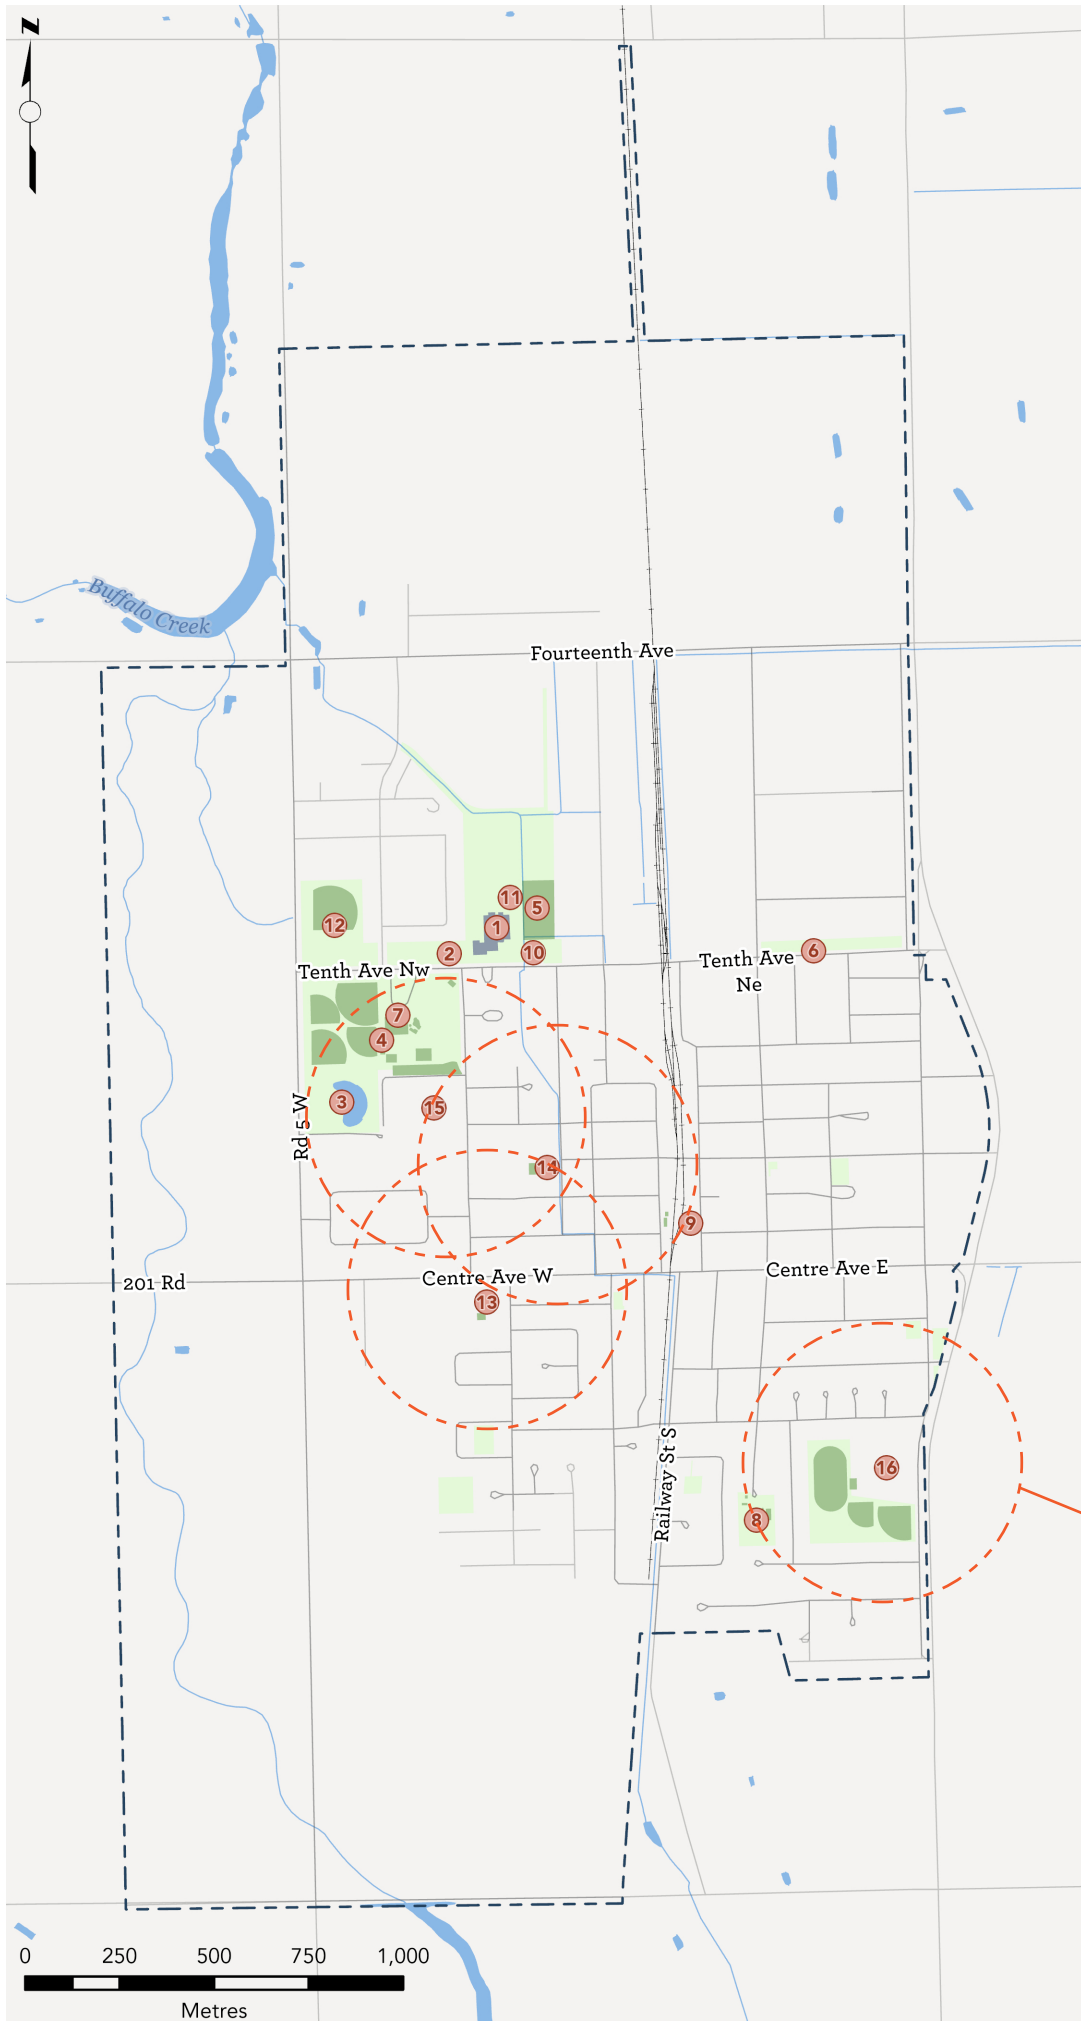 N
Buffalo Creek
Fourteenth Ave
11
5
12
1
2
10
6
Tenth Ave Nw
Tenth Ave
Ne
7
4
3
15
Rd 5 W
14
9
201 Rd
Centre Ave W
Centre Ave E
13
Railway St S
16
8
0 250 500 750 1,000
Metres